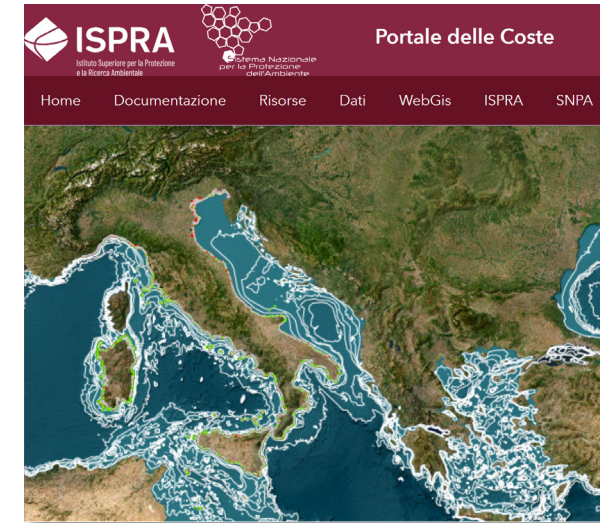 ISPRA
Istituto Superiore per la Protezione
e la Ricerca Ambientale
Sistema Nazionale
per la Protezione
dell'Ambiente
Portale delle Coste
Home Documentazione Risorse Dati WebGis ISPRA SNPA